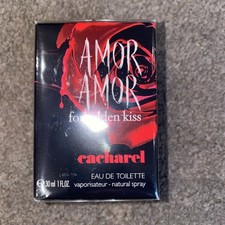 AMOR
AMOR
forbidden kiss
cacharel
EAU DE TOILETTE
30 ml 1 FL.OZ.
vaporisateur - natural spray